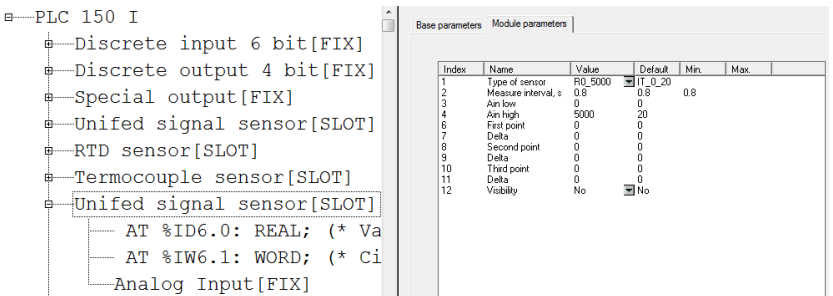 PLC 150 I
Discrete input 6 bit[FIX]
Discrete output 4 bit[FIX]
Special output[FIX]
Unifed signal sensor[SLOT]
RTD sensor[SLOT]
Termocouple sensor[SLOT]
Unifed signal sensor[SLOT]
AT %ID6.0: REAL; (* Va
AT %IW6.1: WORD; (* Ci
Analog Input[FIX]
Base parameters Module parameters
Index Name Value Default Min. Max.
1 Type of sensor R0_5000 IT_0_20
2 Measure interval, s 0.8 0.8 0.8
3 Ain low 0 0
4 Ain high 5000 20
6 First point 0 0
7 Delta 0 0
8 Second point 0 0
9 Delta 0 0
10 Third point 0 0
11 Delta 0 0
12 Visibility No No